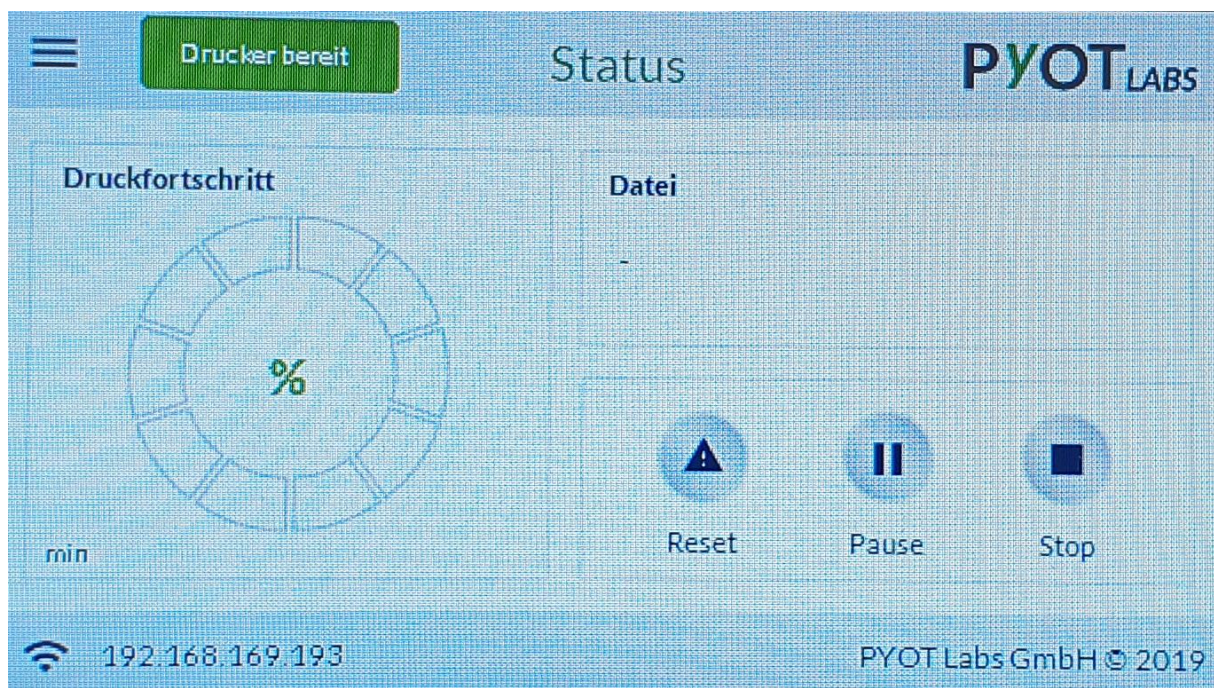 Drucker bereit
Status
PYOT LABS
Druckfortschritt
%
min
Datei
-
Reset
Pause
Stop
192.168.169.193
PYOT Labs GmbH © 2019